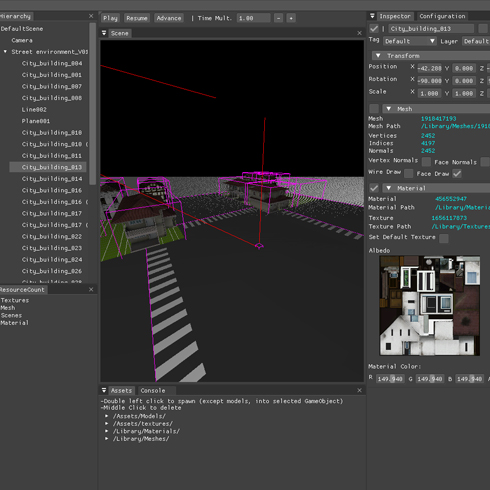 Hierarchy
DefaultScene
Camera
Street environment_V01
City_building_004
City_building_001
City_building_007
City_building_008
Line002
Plane001
City_building_010
City_building_010 (
City_building_011
City_building_013
City_building_014
City_building_016
City_building_016 (
City_building_017
City_building_017 (
City_building_022
City_building_023
City_building_024
City_building_026
City_building_028
ResourceCount
Textures
Mesh
Scenes
Material
Play Resume Advance | Time Mult. 1.00 - +
Scene
Assets Console
-Double left click to spawn (except models, into selected GameObject)
-Middle Click to delete
/Assets/Models/
/Assets/textures/
/Library/Materials/
/Library/Meshes/
Inspector Configuration
City_building_013
Tag Default Layer Default
Transform
Position X -42.288 Y 0.000 Z
Rotation X -90.000 Y 0.000 Z
Scale X 1.000 Y 1.000 Z
Mesh
Mesh 1918417193
Mesh Path /Library/Meshes/1918
Vertices 2452
Indices 4197
Normals 2452
Vertex Normals Face Normals
Wire Draw Face Draw
Material
Material 456552947
Material Path /Library/Material
Texture 1656117873
Texture Path /Library/Textures
Set Default Texture
Albedo
Material Color:
R 149.940 G 149.940 B 149.940 A